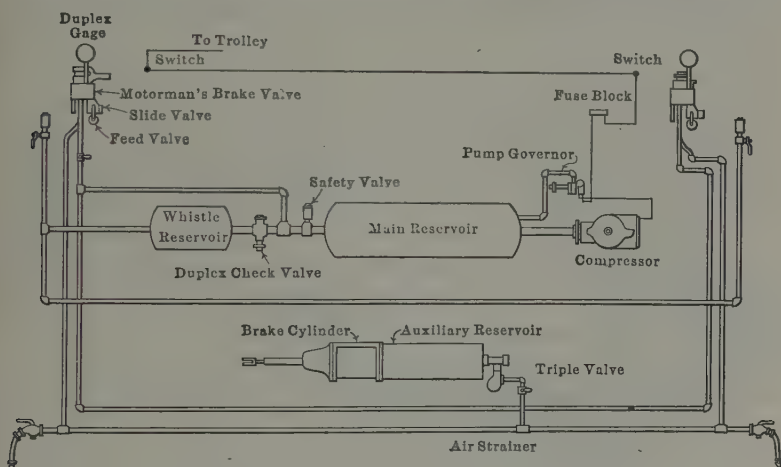 Duplex
Gage
To Trolley
Switch
Switch
Motorman's Brake Valve
Slide Valve
Feed Valve
Fuse Block
Pump Governor
Safety Valve
Whistle
Reservoir
Main Reservoir
Duplex Check Valve
Compressor
Brake Cylinder
Auxiliary Reservoir
Triple Valve
Air Strainer